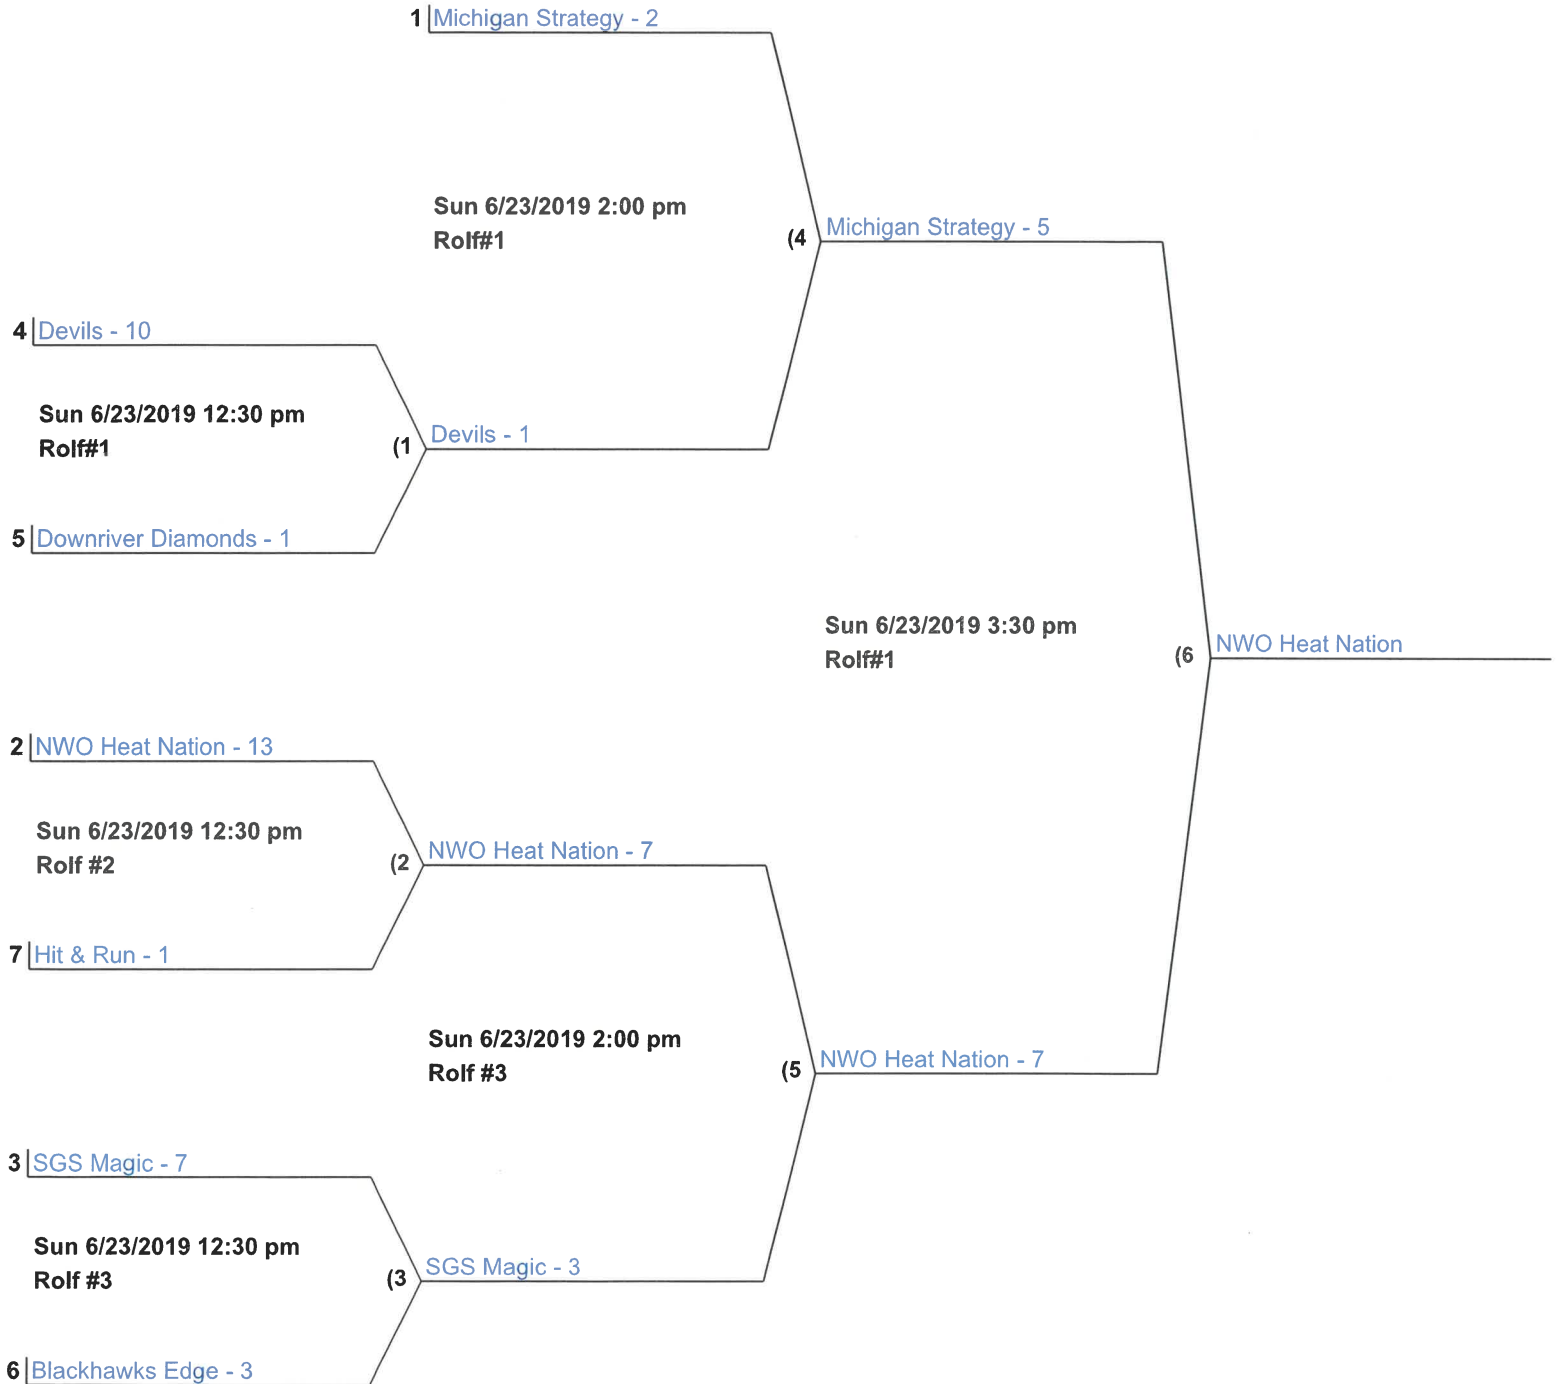 1 Michigan Strategy - 2
Sun 6/23/2019 2:00 pm
Rolf#1
(4 Michigan Strategy - 5
4 Devils - 10
Sun 6/23/2019 12:30 pm
Rolf#1
(1 Devils - 1
5 Downriver Diamonds - 1
Sun 6/23/2019 3:30 pm
Rolf#1
(6 NWO Heat Nation
2 NWO Heat Nation - 13
Sun 6/23/2019 12:30 pm
Rolf #2
(2 NWO Heat Nation - 7
7 Hit & Run - 1
Sun 6/23/2019 2:00 pm
Rolf #3
(5 NWO Heat Nation - 7
3 SGS Magic - 7
Sun 6/23/2019 12:30 pm
Rolf #3
(3 SGS Magic - 3
6 Blackhawks Edge - 3